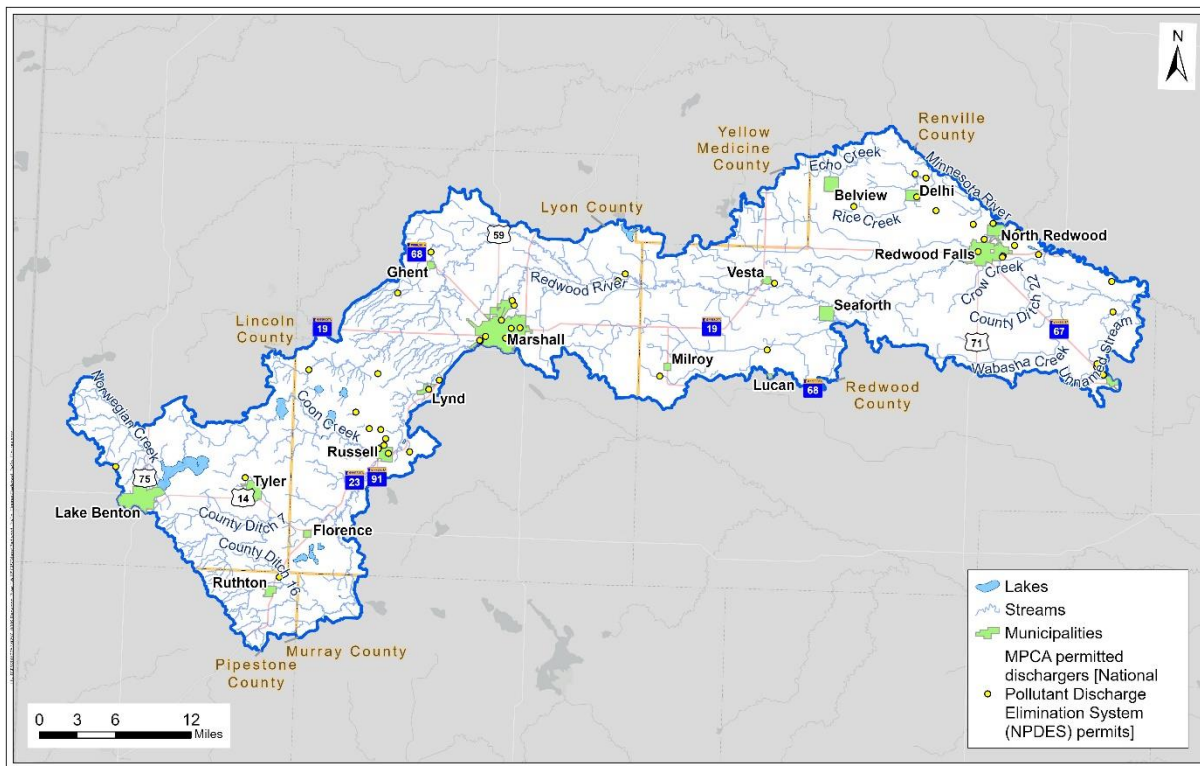 N
Renville
County
Yellow
Medicine
County
Echo Creek
Minnesota River
Belview
Delhi
Rice Creek
Lyon County
59
North Redwood
Redwood Falls
68
Ghent
Redwood River
Vesta
Crow Creek
County Ditch 22
Seaforth
Lincoln
County
19
Marshall
19
71
67
Unnamed Stream
Wabasha Creek
Milroy
Lucan
68
Redwood
County
Norwegian Creek
Lynd
Coon Creek
Russell
75
Tyler
14
23
91
Lake Benton
County Ditch 7
Florence
County Ditch 16
Ruthton
Murray County
Pipestone
County
Lakes
Streams
Municipalities
MPCA permitted
dischargers [National
Pollutant Discharge
Elimination System
(NPDES) permits]
0 3 6 12
Miles